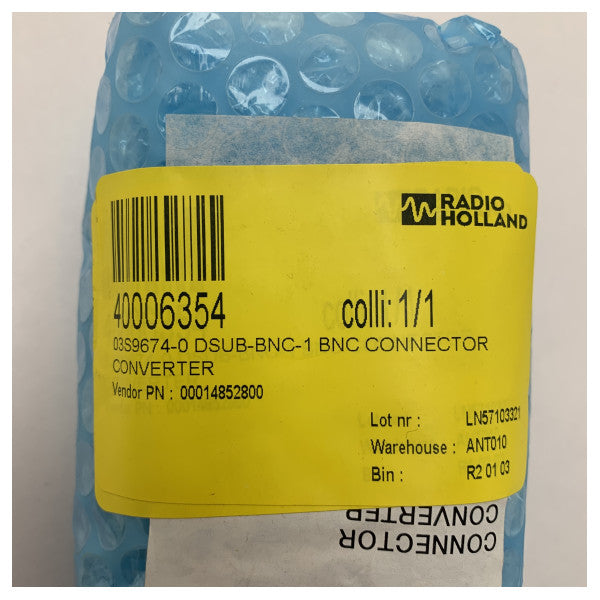 RADIO
HOLLAND
40006354 colli: 1/1
03S9674-0 DSUB-BNC-1 BNC CONNECTOR
CONVERTER
Vendor PN : 00014852800
Lot nr : LN57103321
Warehouse : ANT010
Bin : R2 01 03
CONNECTOR
CONVERTER